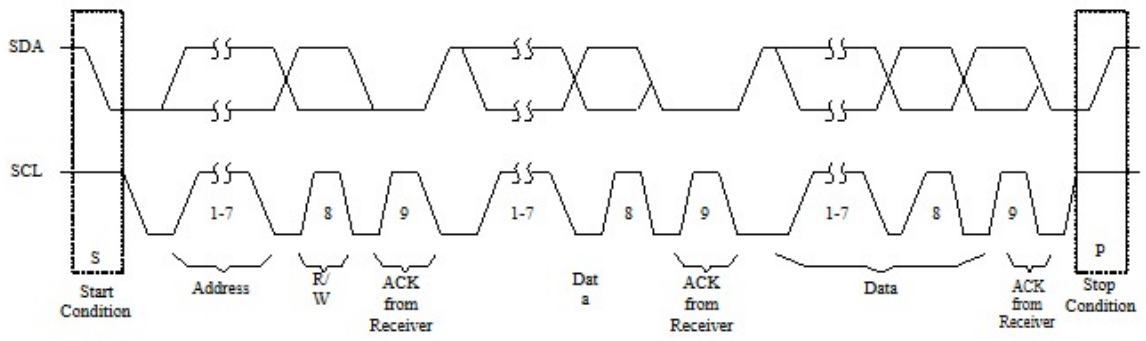 SDA
SCL
1-7
8
9
1-7
8
9
1-7
8
9
S
P
Start
Condition
Address
R/
W
ACK
from
Receiver
Dat
a
ACK
from
Receiver
Data
ACK
from
Receiver
Stop
Condition